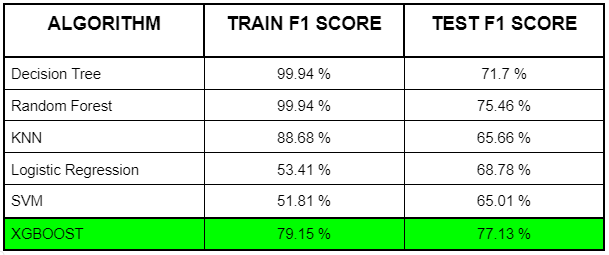 ALGORITHM TRAIN F1 SCORE TEST F1 SCORE
Decision Tree 99.94 % 71.7 %
Random Forest 99.94 % 75.46 %
KNN 88.68 % 65.66 %
Logistic Regression 53.41 % 68.78 %
SVM 51.81 % 65.01 %
XGBOOST 79.15 % 77.13 %